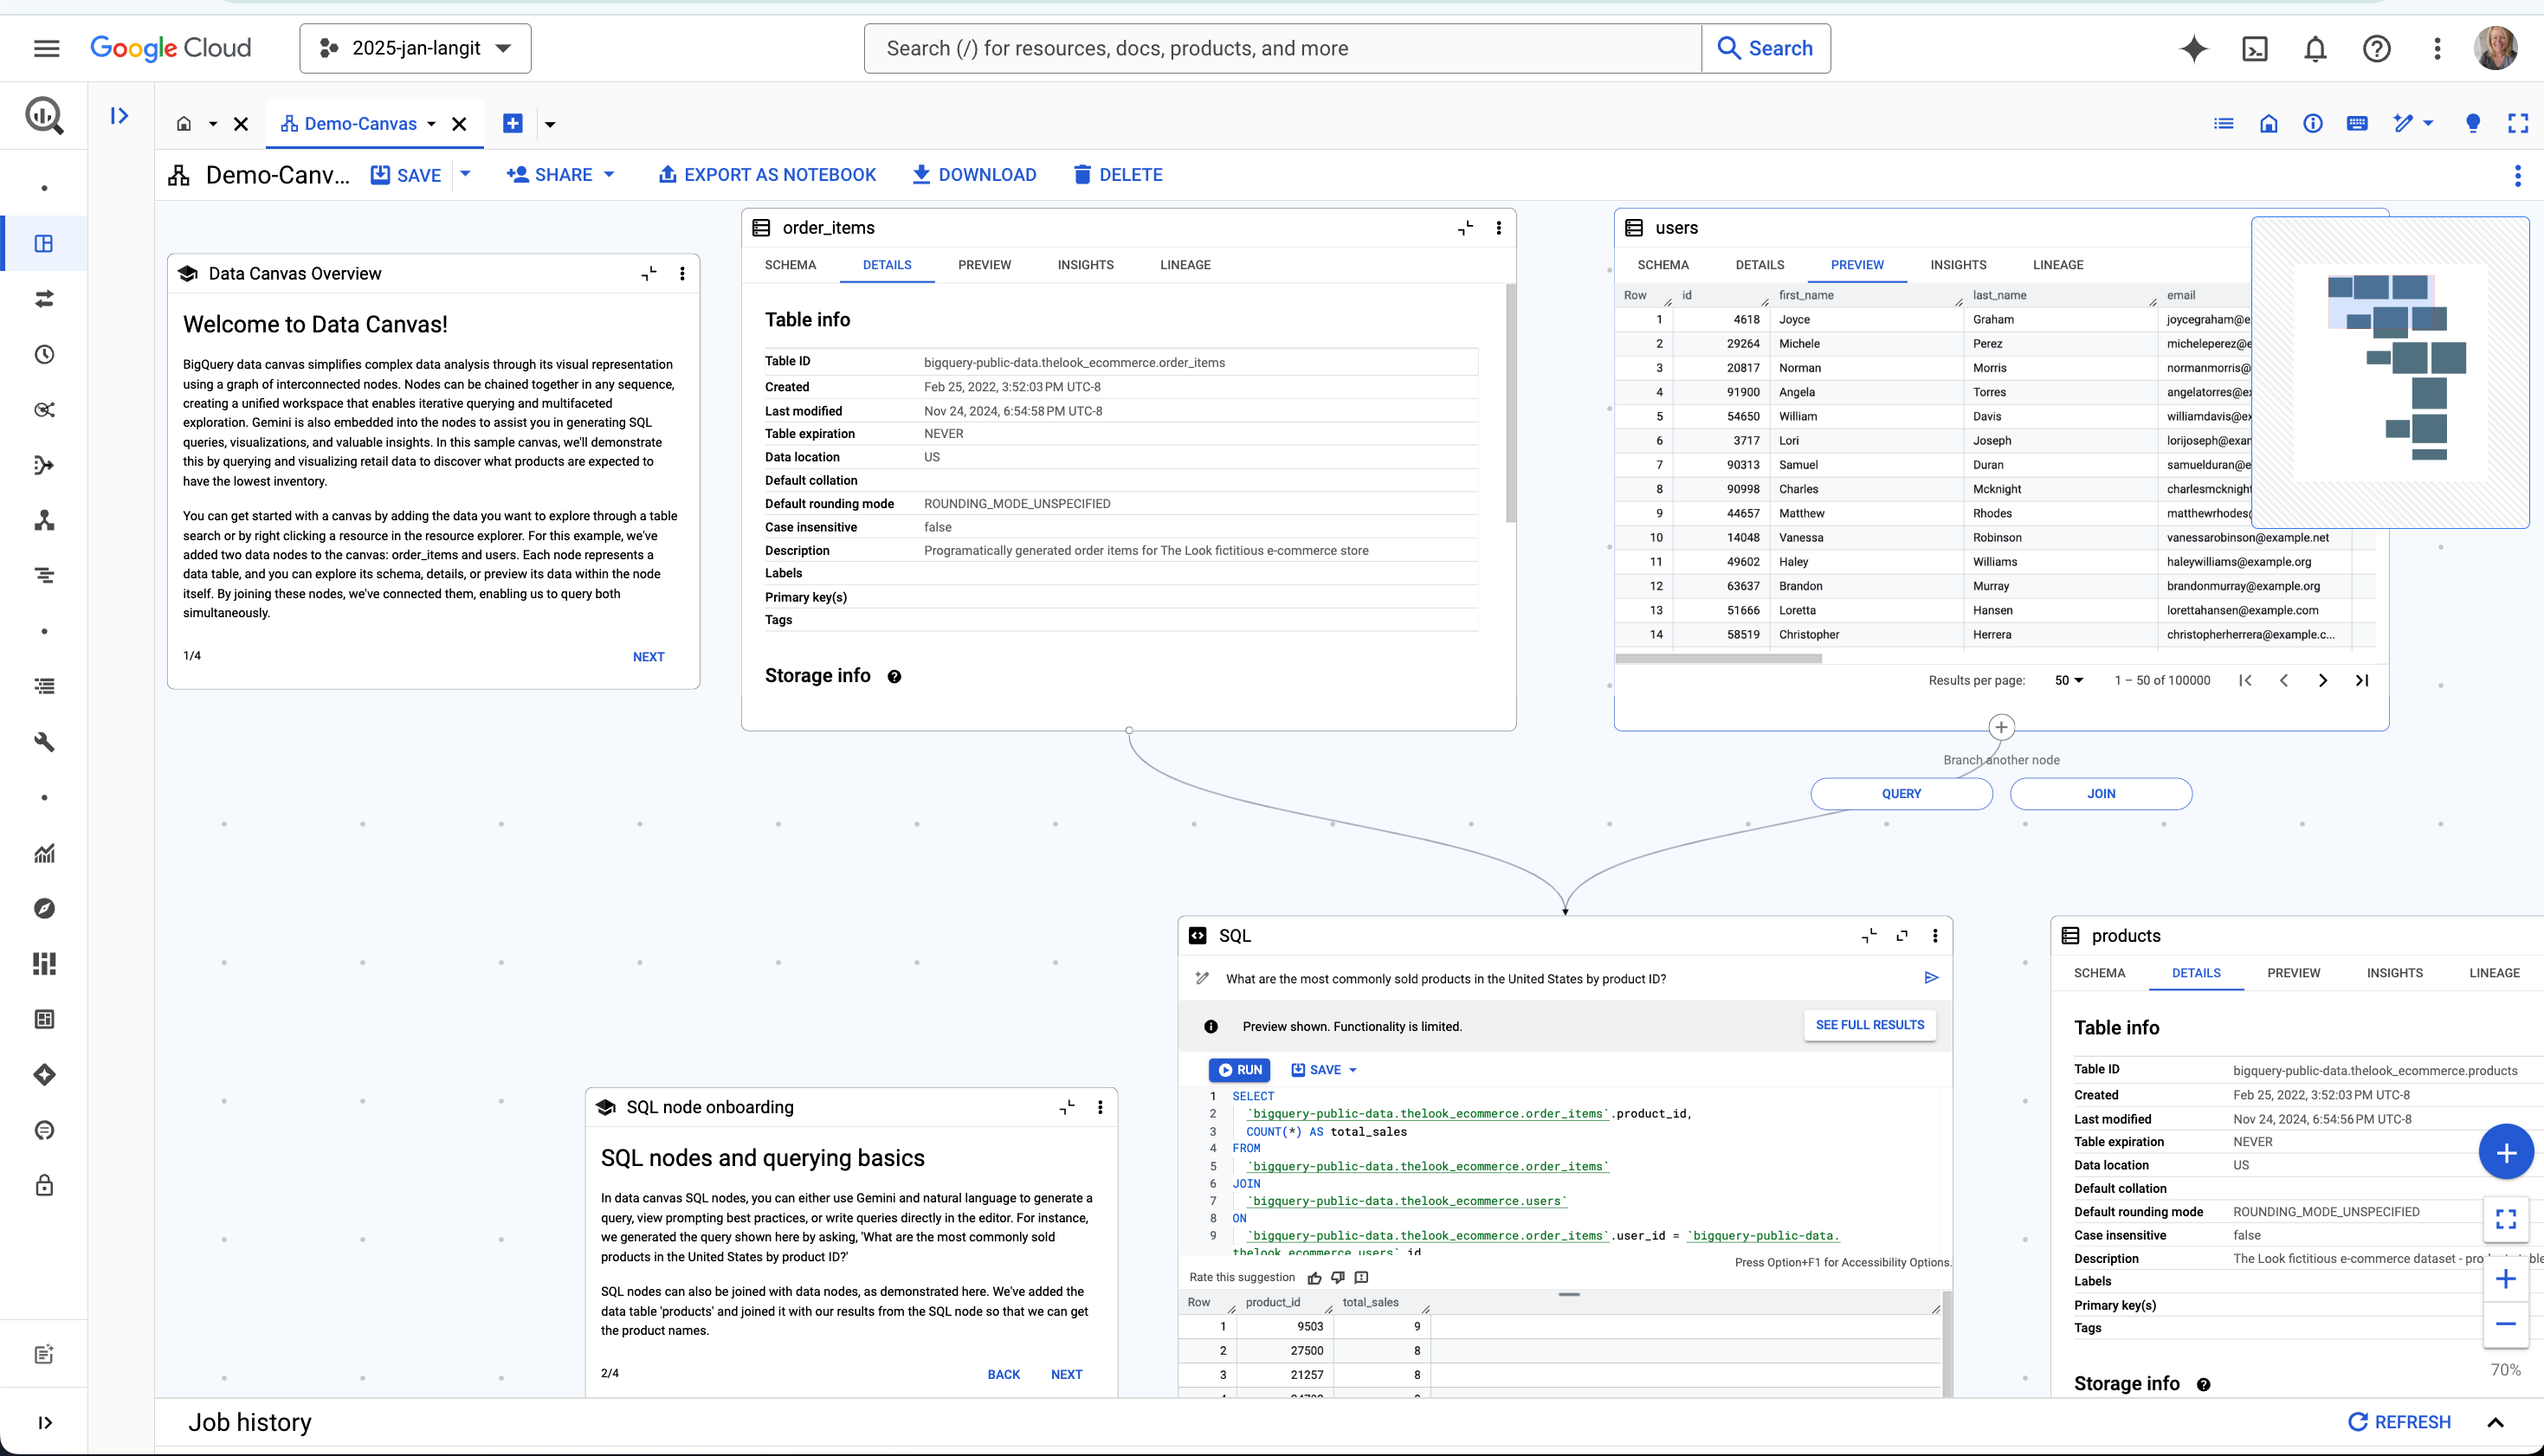 Google Cloud
2025-jan-langit
Search (/) for resources, docs, products, and more
Search
Demo-Canvas
Demo-Canv...
SAVE
SHARE
EXPORT AS NOTEBOOK
DOWNLOAD
DELETE
Data Canvas Overview
Welcome to Data Canvas!
BigQuery data canvas simplifies complex data analysis through its visual representation
using a graph of interconnected nodes. Nodes can be chained together in any sequence,
creating a unified workspace that enables iterative querying and multifaceted
exploration. Gemini is also embedded into the nodes to assist you in generating SQL
queries, visualizations, and valuable insights. In this sample canvas, we'll demonstrate
this by querying and visualizing retail data to discover what products are expected to
have the lowest inventory.
You can get started with a canvas by adding the data you want to explore through a table
search or by right clicking a resource in the resource explorer. For this example, we've
added two data nodes to the canvas: order_items and users. Each node represents a
data table, and you can explore its schema, details, or preview its data within the node
itself. By joining these nodes, we've connected them, enabling us to query both
simultaneously.
1/4
NEXT
order_items
SCHEMA DETAILS PREVIEW INSIGHTS LINEAGE
Table info
Table ID bigquery-public-data.thelook_ecommerce.order_items
Created Feb 25, 2022, 3:52:03 PM UTC-8
Last modified Nov 24, 2024, 6:54:58 PM UTC-8
Table expiration NEVER
Data location US
Default collation
Default rounding mode ROUNDING_MODE_UNSPECIFIED
Case insensitive false
Description Programatically generated order items for The Look fictitious e-commerce store
Labels
Primary key(s)
Tags
Storage info
users
SCHEMA DETAILS PREVIEW INSIGHTS LINEAGE
Row id first_name last_name email
1 4618 Joyce Graham joycegraham@e
2 29264 Michele Perez micheleperez@e
3 20817 Norman Morris normanmorris@
4 91900 Angela Torres angelatorres@e
5 54650 William Davis williamdavis@e
6 3717 Lori Joseph lorijoseph@exar
7 90313 Samuel Duran samuelduran@e
8 90998 Charles Mcknight charlesmcknight
9 44657 Matthew Rhodes matthewrhodes
10 14048 Vanessa Robinson vanessarobinson@example.net
11 49602 Haley Williams haleywilliams@example.org
12 63637 Brandon Murray brandonmurray@example.org
13 51666 Loretta Hansen lorettahansen@example.com
14 58519 Christopher Herrera christopherherrera@example.c...
Results per page: 50 1 – 50 of 100000
Branch another node
QUERY JOIN
SQL
What are the most commonly sold products in the United States by product ID?
Preview shown. Functionality is limited.
SEE FULL RESULTS
RUN SAVE
1 SELECT
2 `bigquery-public-data.thelook_ecommerce.order_items`.product_id,
3 COUNT(*) AS total_sales
4 FROM
5 `bigquery-public-data.thelook_ecommerce.order_items`
6 JOIN
7 `bigquery-public-data.thelook_ecommerce.users`
8 ON
9 `bigquery-public-data.thelook_ecommerce.order_items`.user_id = `bigquery-public-data.
thelook_ecommerce.users`.id
Press Option+F1 for Accessibility Options.
Rate this suggestion
Row product_id total_sales
1 9503 9
2 27500 8
3 21257 8
SQL node onboarding
SQL nodes and querying basics
In data canvas SQL nodes, you can either use Gemini and natural language to generate a
query, view prompting best practices, or write queries directly in the editor. For instance,
we generated the query shown here by asking, 'What are the most commonly sold
products in the United States by product ID?'
SQL nodes can also be joined with data nodes, as demonstrated here. We've added the
data table 'products' and joined it with our results from the SQL node so that we can get
the product names.
2/4
BACK NEXT
products
SCHEMA DETAILS PREVIEW INSIGHTS LINEAGE
Table info
Table ID bigquery-public-data.thelook_ecommerce.products
Created Feb 25, 2022, 3:52:03 PM UTC-8
Last modified Nov 24, 2024, 6:54:56 PM UTC-8
Table expiration NEVER
Data location US
Default collation
Default rounding mode ROUNDING_MODE_UNSPECIFIED
Case insensitive false
Description The Look fictitious e-commerce dataset - pro
Labels
Primary key(s)
Tags
Storage info
70%
Job history
REFRESH